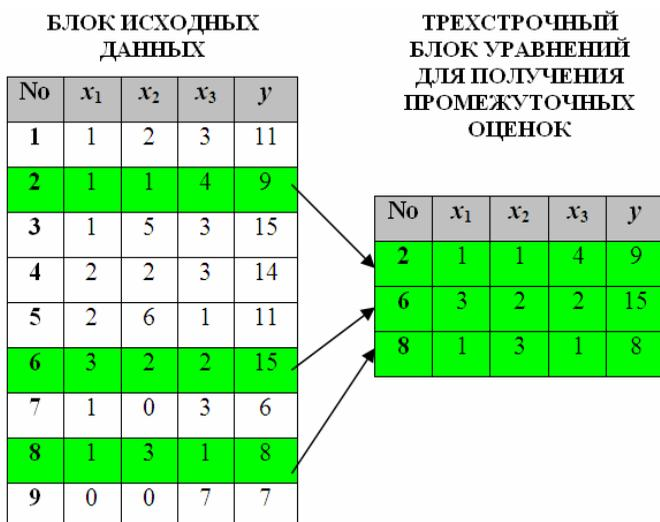 БЛОК ИСХОДНЫХ
ДАННЫХ
No x1 x2 x3 y
1 1 2 3 11
2 1 1 4 9
3 1 5 3 15
4 2 2 3 14
5 2 6 1 11
6 3 2 2 15
7 1 0 3 6
8 1 3 1 8
9 0 0 7 7
ТРЕХСТРОЧНЫЙ
БЛОК УРАВНЕНИЙ
ДЛЯ ПОЛУЧЕНИЯ
ПРОМЕЖУТОЧНЫХ
ОЦЕНОК
No x1 x2 x3 y
2 1 1 4 9
6 3 2 2 15
8 1 3 1 8